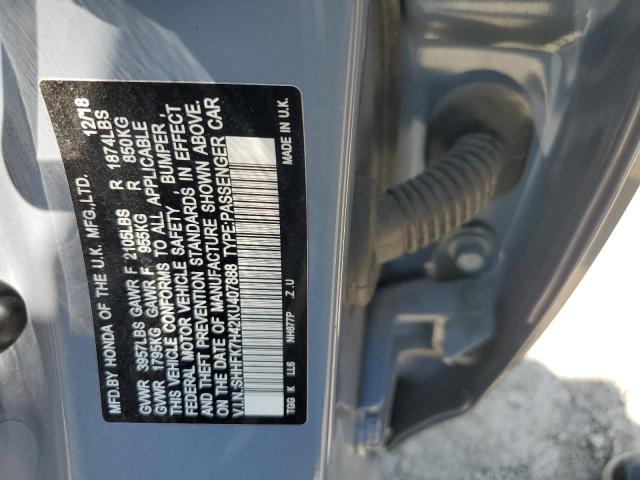 MFD.BY HONDA OF THE U.K. MFG.,LTD. 12/18
GVWR 3957LBS GAWR F 2105LBS R 1874LBS
GVWR 1795KG GAWR F 955KG R 850KG
THIS VEHICLE CONFORMS TO ALL APPLICABLE
FEDERAL MOTOR VEHICLE SAFETY , BUMPER ,
AND THEFT PREVENTION STANDARDS IN EFFECT
ON THE DATE OF MANUFACTURE SHOWN ABOVE.
V.I.N.:SHHFK7H42KU407888 TYPE:PASSENGER CAR
TGG K LL6 NH877P .Z.U MADE IN U.K.